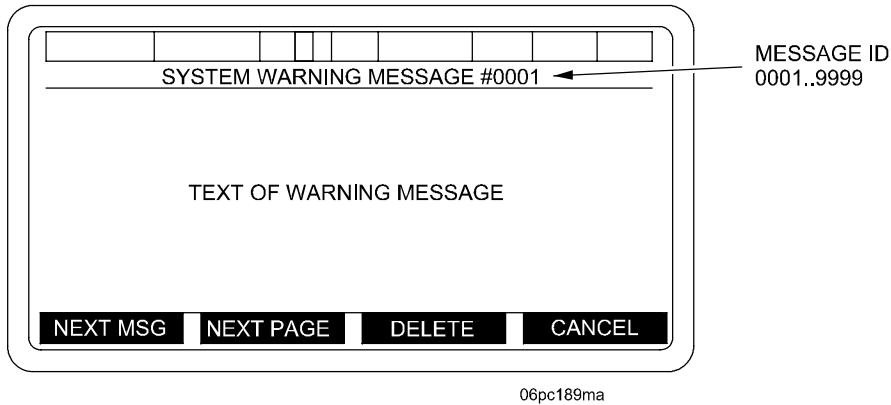 SYSTEM WARNING MESSAGE #0001
MESSAGE ID
0001..9999
TEXT OF WARNING MESSAGE
NEXT MSG
NEXT PAGE
DELETE
CANCEL
06pc189ma